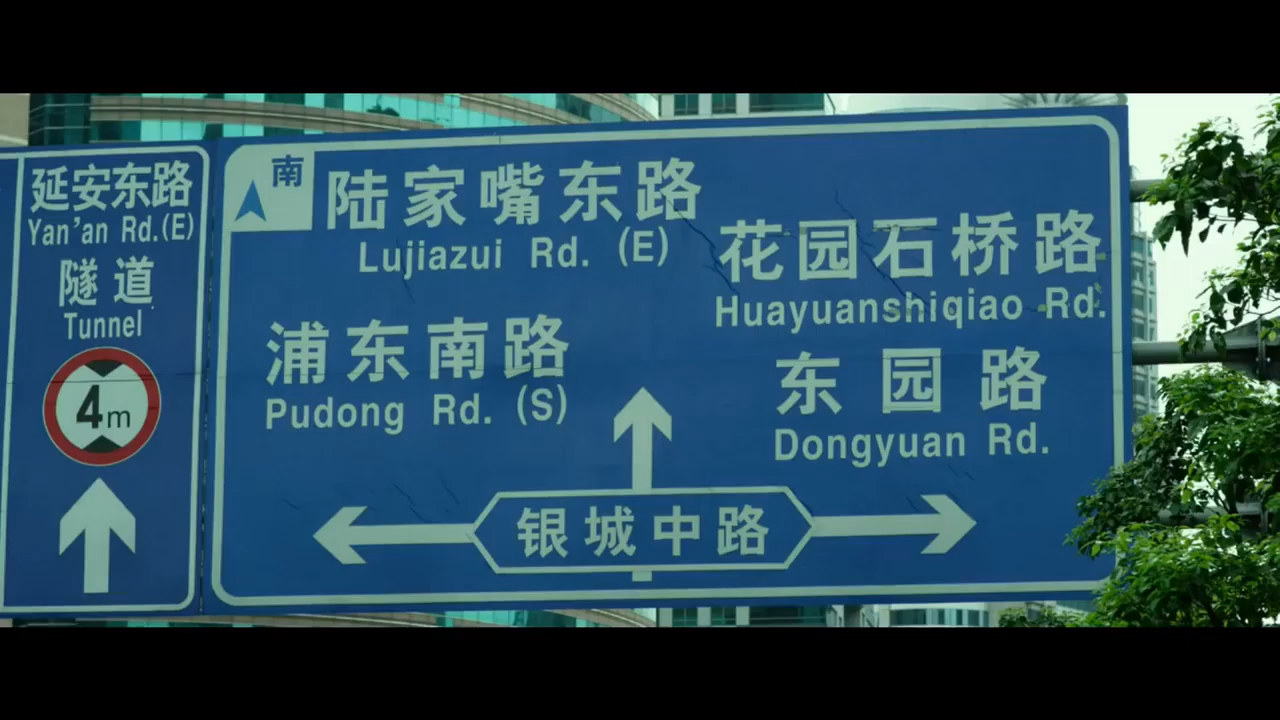 延安东路
Yan'an Rd.(E)
隧道
Tunnel
4m
南
陆家嘴东路
Lujiazui Rd. (E)
花园石桥路
Huayuanshiqiao Rd.
浦东南路
Pudong Rd. (S)
东园路
Dongyuan Rd.
银城中路